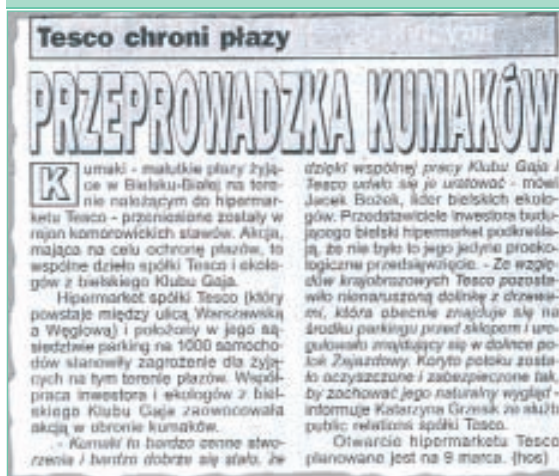 Tesco chroni płazy
PRZEPROWADZKA KUMAKÓW
Kumaki - malutkie płazy żyją-
ce w Bielsku-Białej na tere-
nie należącym do hipermar-
ketu Tesco - przeniesione zostały w
rejon komorowickich stawów. Akcja,
mająca na celu ochronę płazów, to
wspólne dzieło spółki Tesco i ekolo-
gów z bielskiego Klubu Gaja.
Hipermarket spółki Tesco (który
powstaje między ulicą Warszawską
a Węglową) i położony w jego są-
siedztwie parking na 1000 samocho-
dów stanowiły zagrożenie dla żyją-
cych na tym terenie płazów. Współ-
praca inwestora i ekologów z biel-
skiego Klubu Gaja zaowocowała
akcją w obronie kumaków.
- Kumaki to bardzo cenne stwo-
rzenia i bardzo dobrze się stało, że
dzięki wspólnej pracy Klubu Gaja i
Tesco udało się je uratować - mówi
Jacek Bożek, lider bielskich ekolo-
gów. Przedstawiciele inwestora budu-
jącego bielski hipermarket podkreśla-
ją, że nie było to jego jedyne proeko-
logiczne przedsięwzięcie. - Ze wzglę-
dów krajobrazowych Tesco pozosta-
wiło nienaruszoną dolinkę z drzewa-
mi, która obecnie znajduje się na
środku parkingu przed sklepem i ure-
gulowało znajdujący się w dolince po-
tok Zajazdowy. Koryto potoku zosta-
ło oczyszczone i zabezpieczone tak,
by zachować jego naturalny wygląd -
informuje Katarzyna Grzesik ze służb
public relations spółki Tesco.
Otwarcie hipermarketu Tesco
planowane jest na 9 marca. (hos)